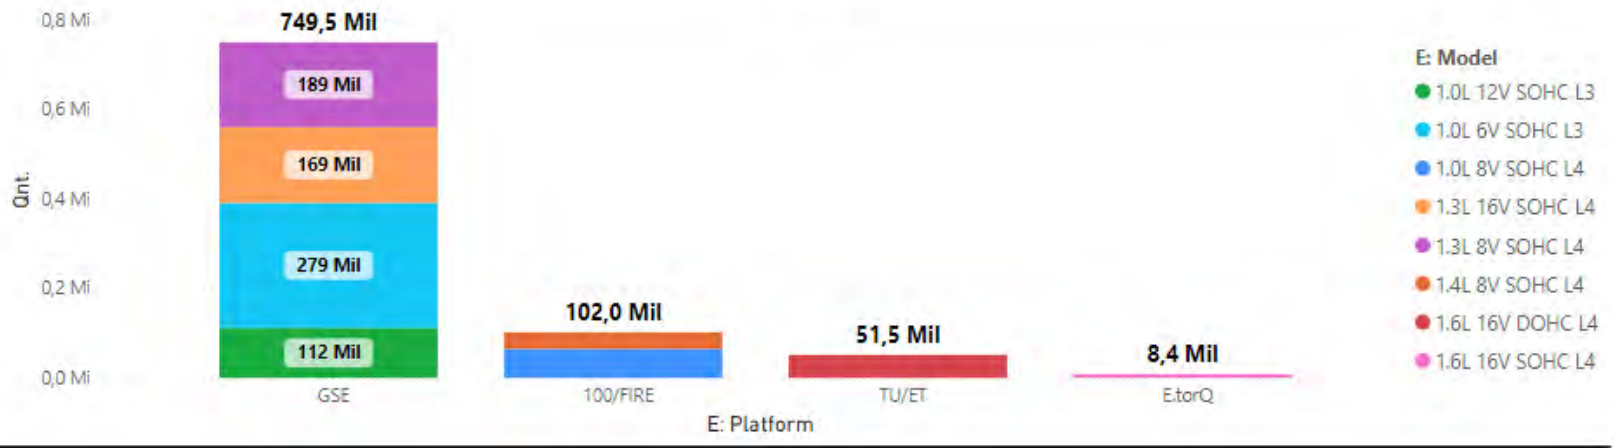 0,8 Mi
0,6 Mi
0,4 Mi
0,2 Mi
0,0 Mi
Qnt.
749,5 Mil
189 Mil
169 Mil
279 Mil
112 Mil
102,0 Mil
51,5 Mil
8,4 Mil
GSE
100/FIRE
TU/ET
E.torQ
E: Platform
E: Model
1.0L 12V SOHC L3
1.0L 6V SOHC L3
1.0L 8V SOHC L4
1.3L 16V SOHC L4
1.3L 8V SOHC L4
1.4L 8V SOHC L4
1.6L 16V DOHC L4
1.6L 16V SOHC L4